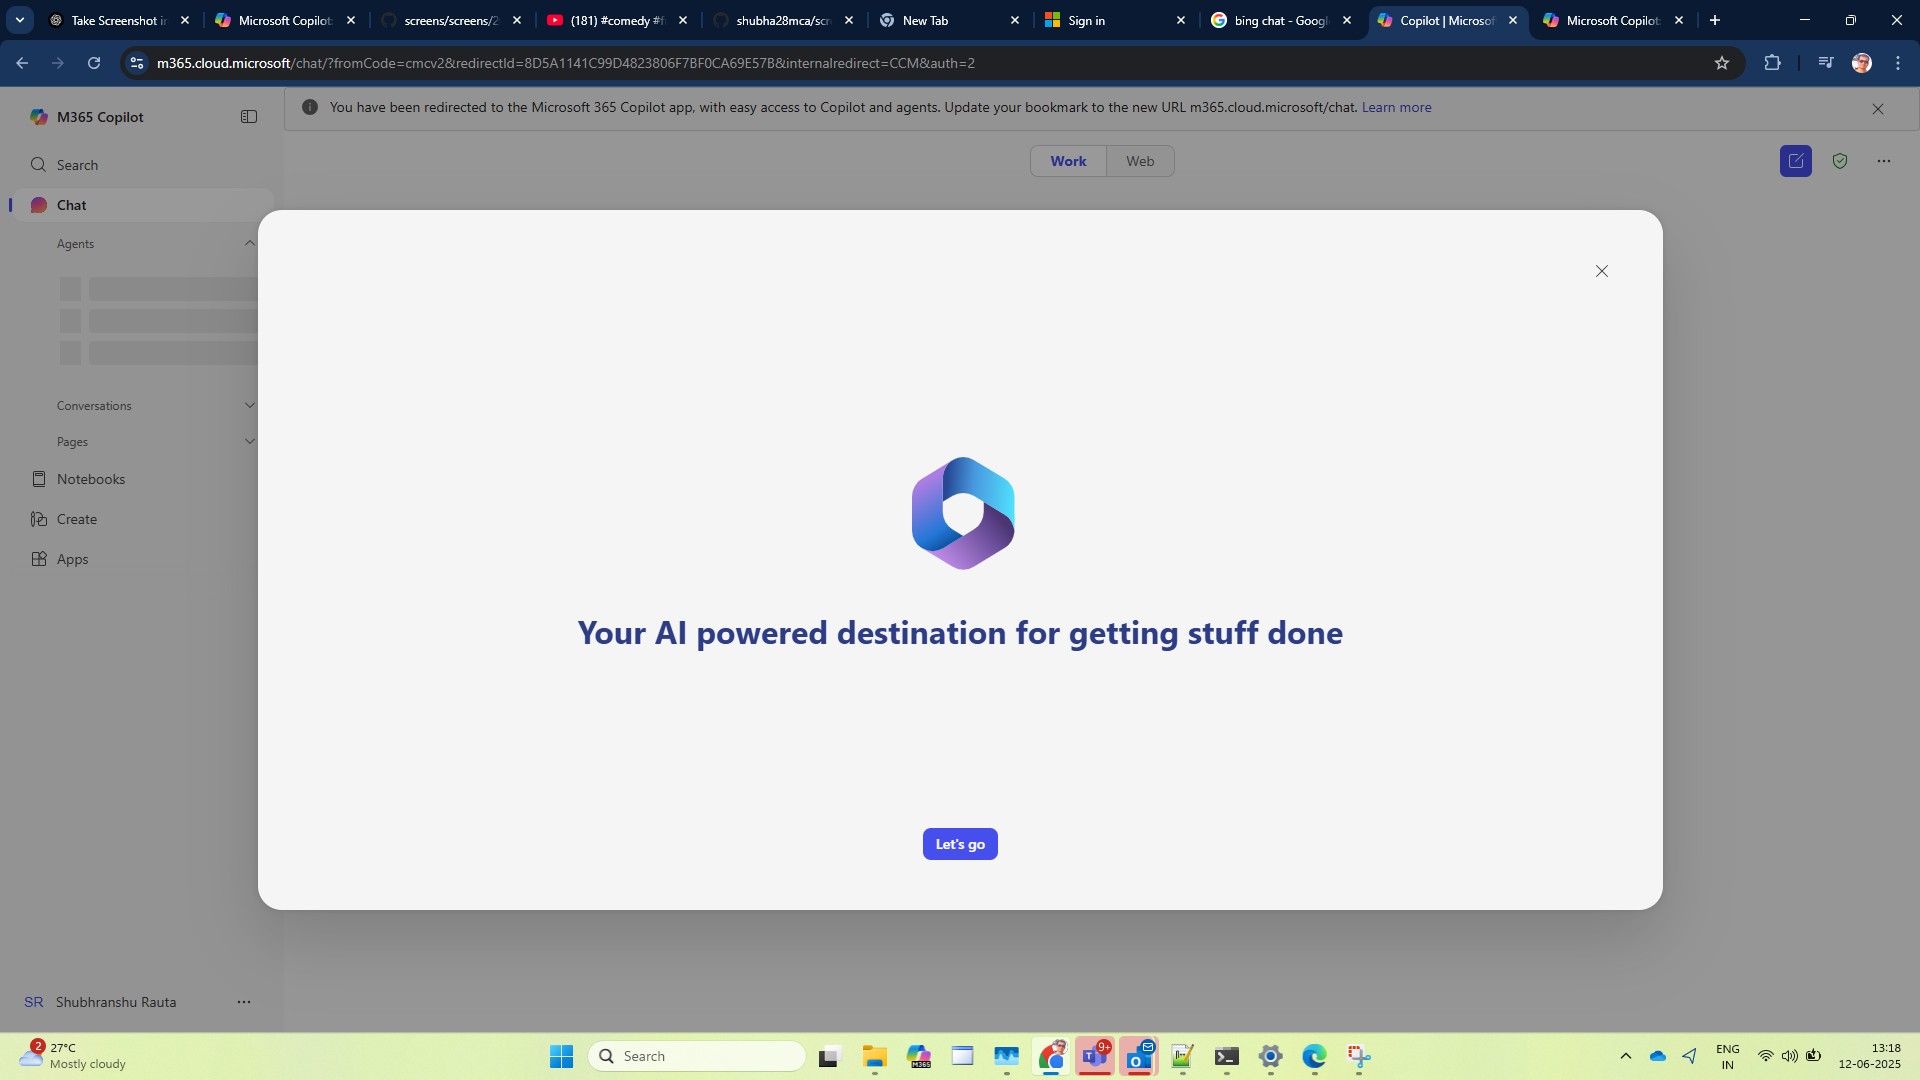 Take Screenshot in
Microsoft Copilot:
screens/screens/2
(181) #comedy #f
shubha28mca/scr
New Tab
Sign in
bing chat - Googl
Copilot | Microsof
Microsoft Copilot:
m365.cloud.microsoft/chat/?fromCode=cmcv2&redirectId=8D5A1141C99D4823806F7BF0CA69E57B&internalredirect=CCM&auth=2
M365 Copilot
You have been redirected to the Microsoft 365 Copilot app, with easy access to Copilot and agents. Update your bookmark to the new URL m365.cloud.microsoft/chat. Learn more
Search
Work
Web
Chat
Agents
Conversations
Pages
Notebooks
Create
Apps
Your AI powered destination for getting stuff done
Let's go
SR Shubhranshu Rauta
2
27°C
Mostly cloudy
Search
M365
9+
ENG
IN
13:18
12-06-2025